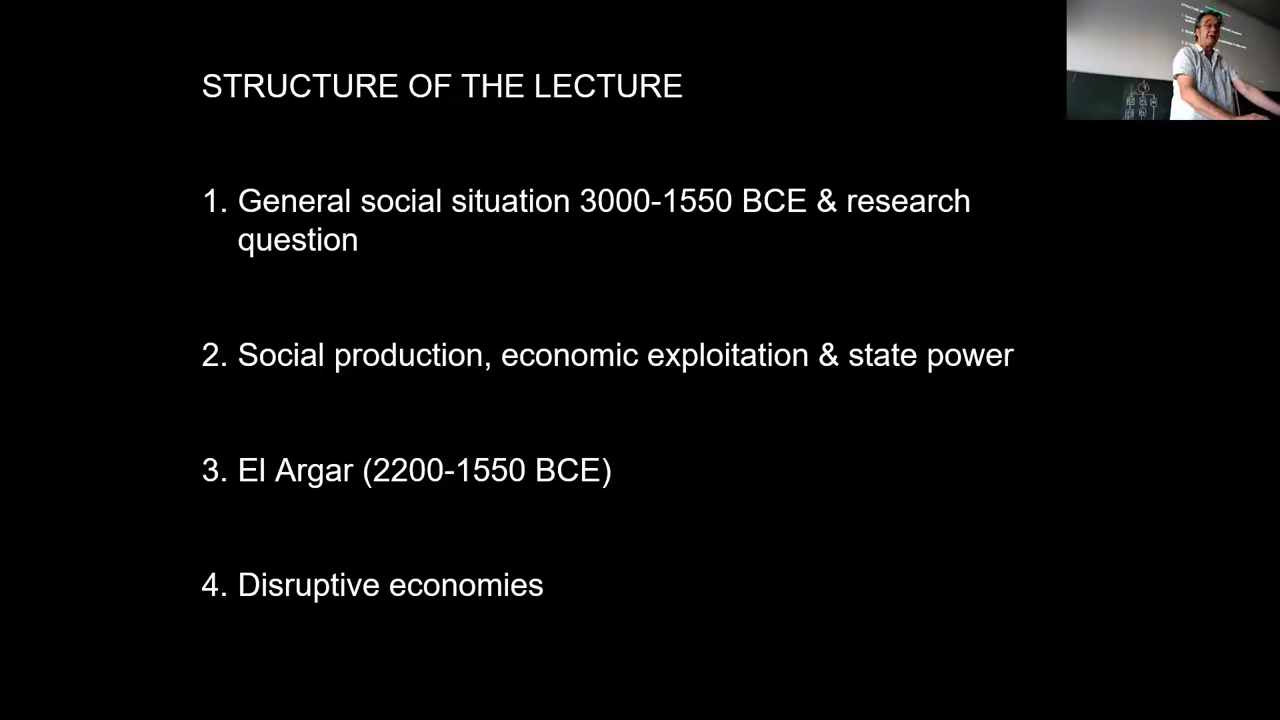 STRUCTURE OF THE LECTURE
1. General social situation 3000-1550 BCE & research
question
2. Social production, economic exploitation & state power
3. El Argar (2200-1550 BCE)
4. Disruptive economies